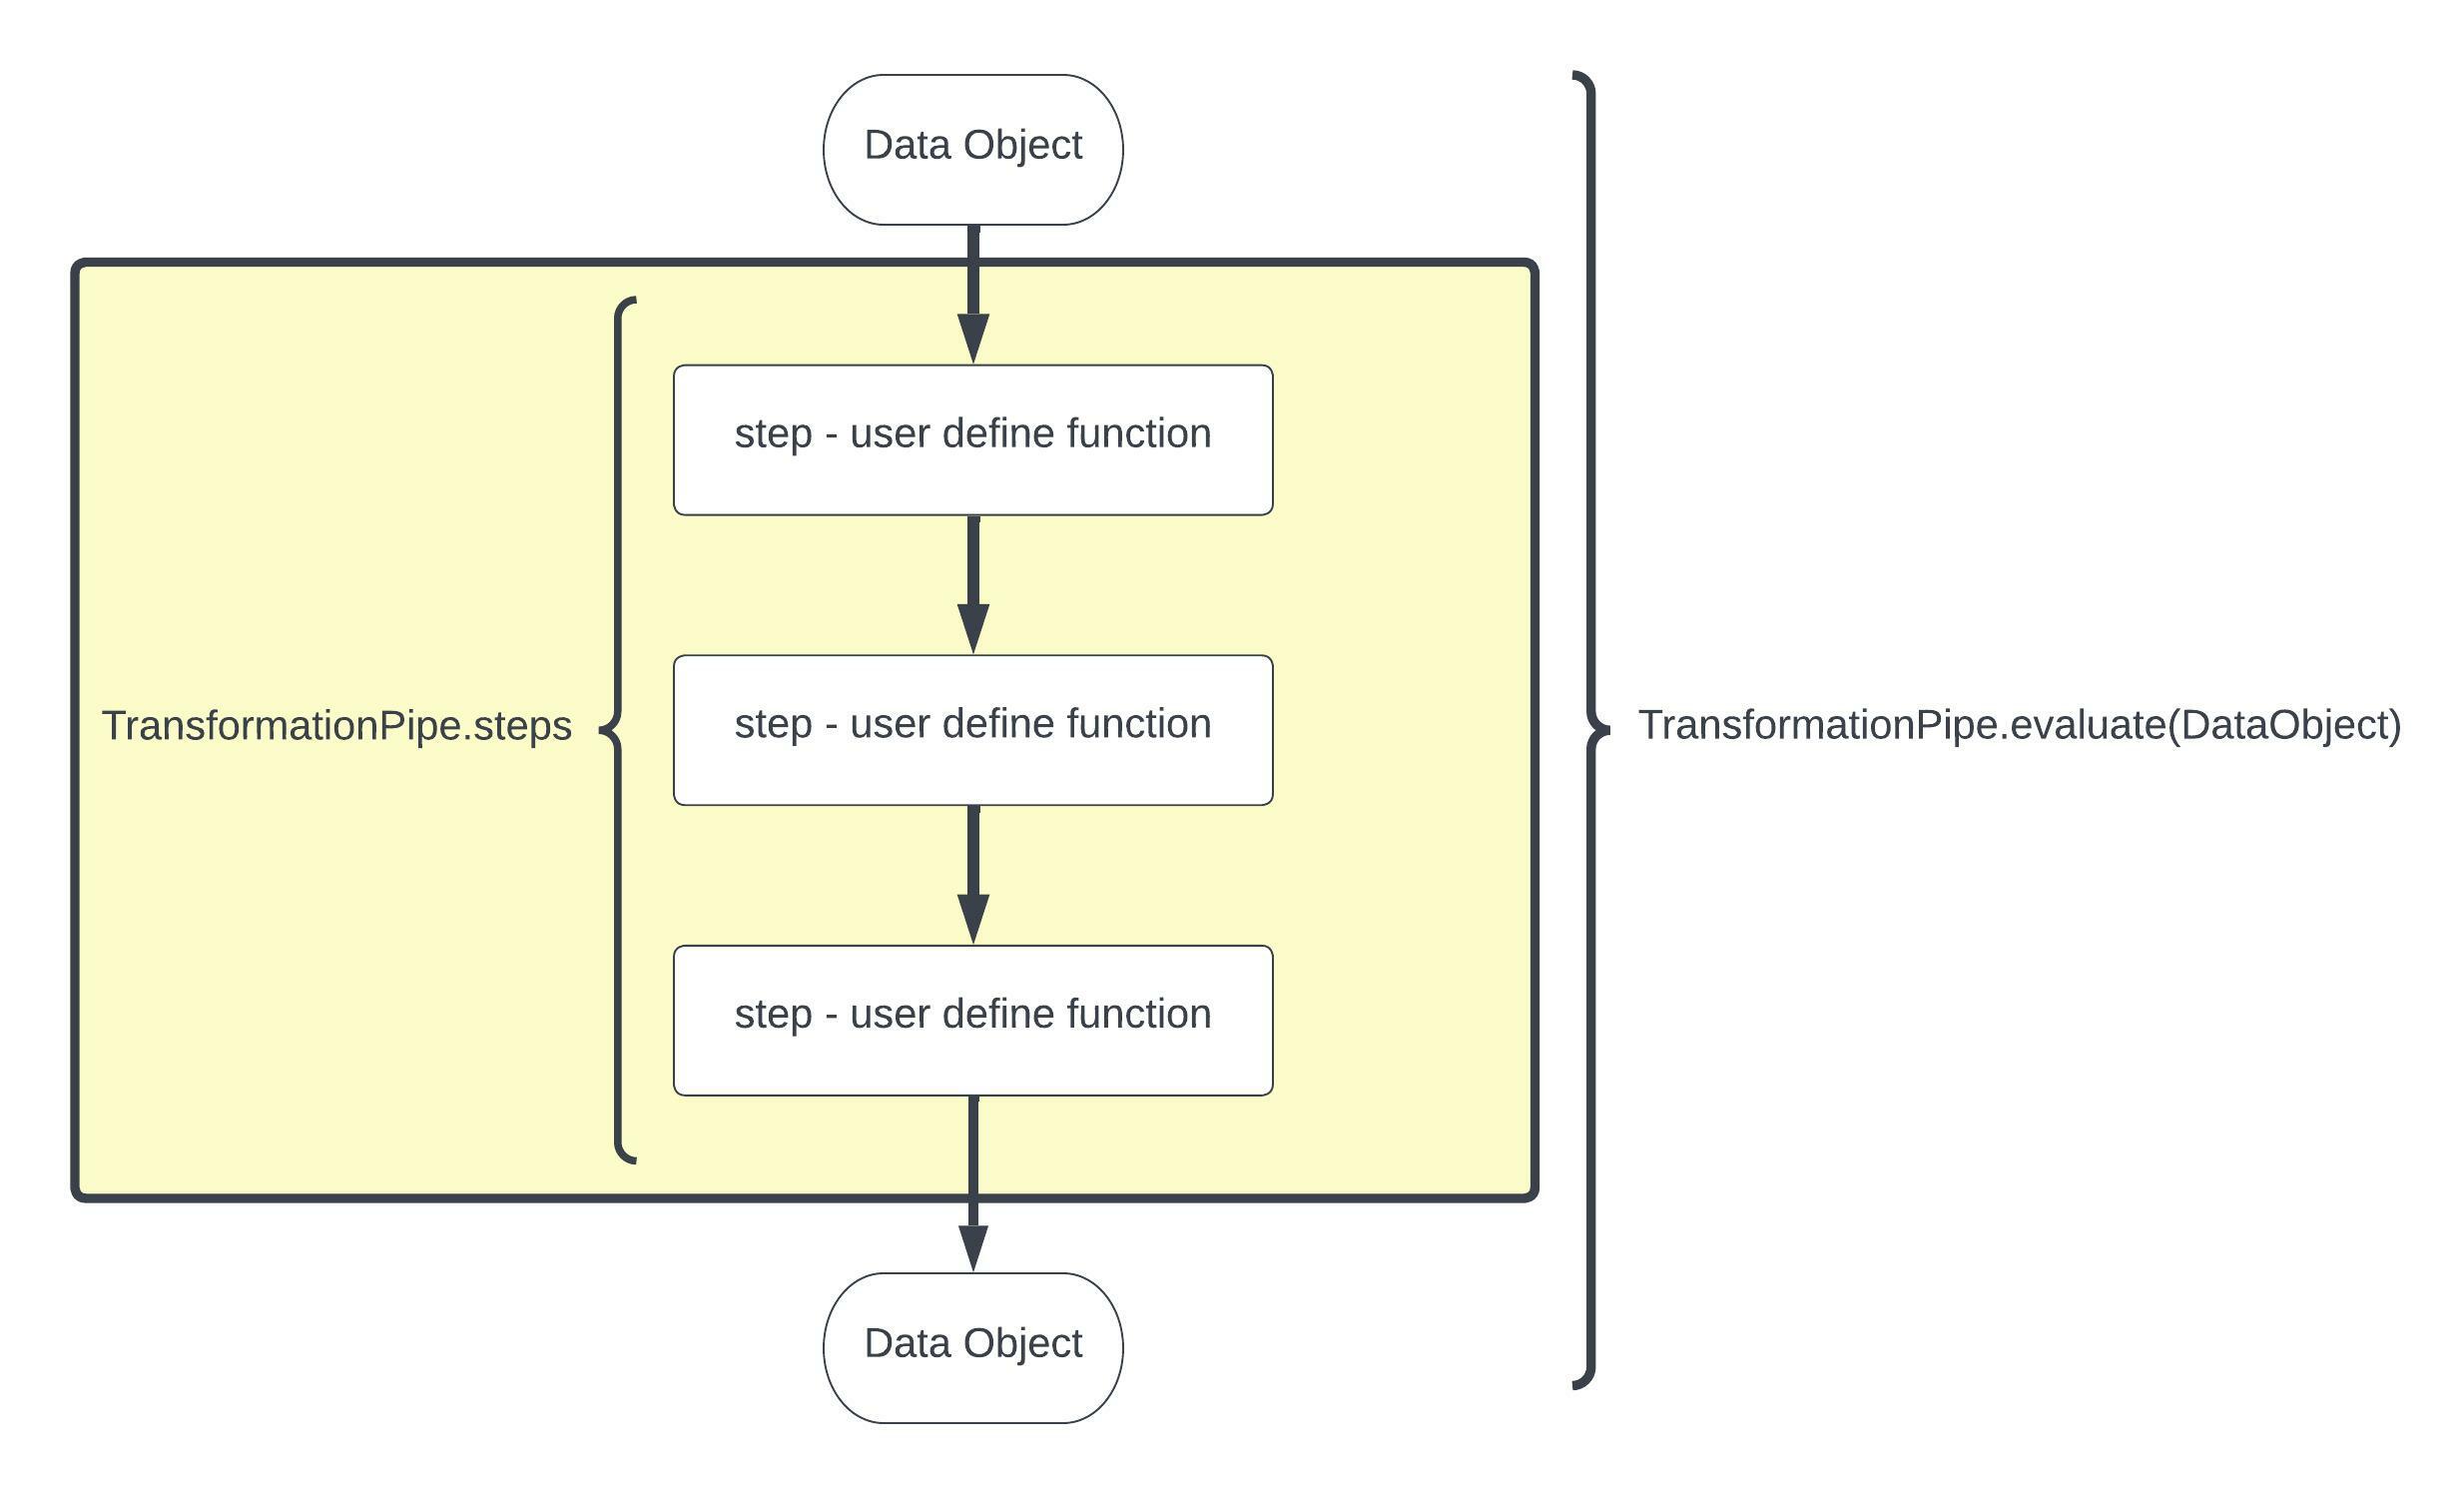 Data Object
step - user define function
TransformationPipe.steps
step - user define function
TransformationPipe.evaluate(DataObject)
step - user define function
Data Object